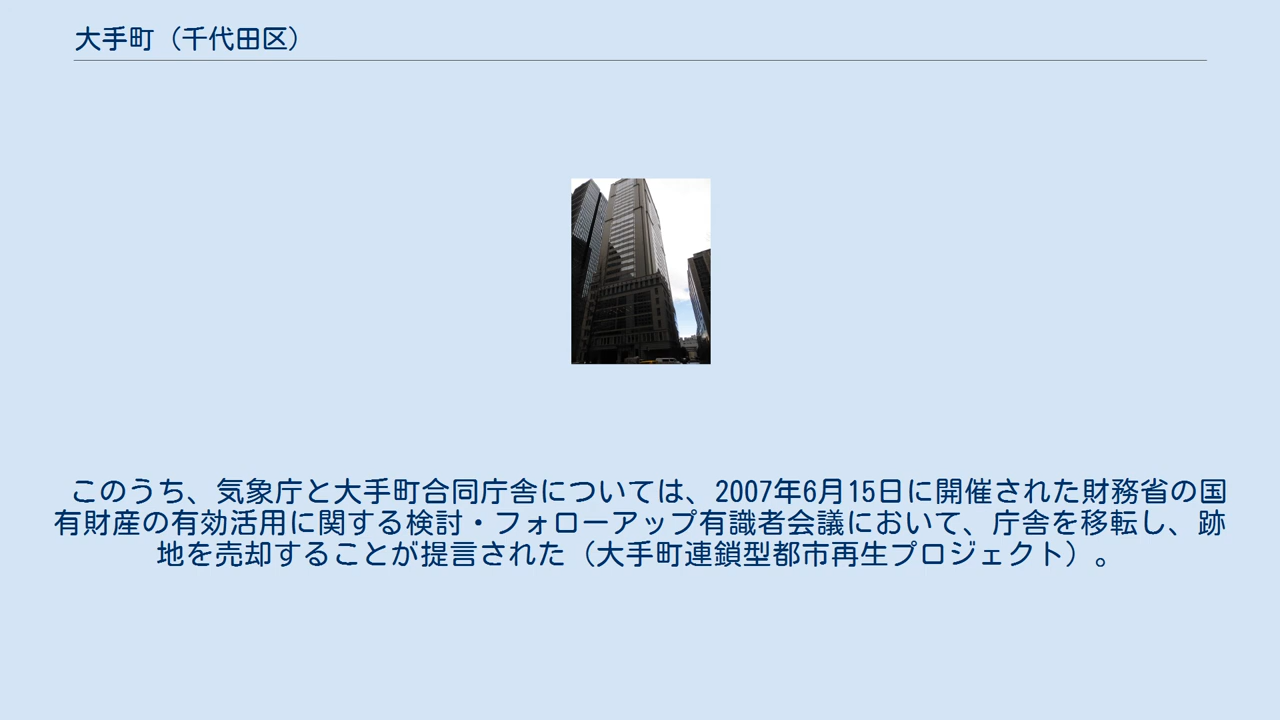 大手町（千代田区）
このうち、気象庁と大手町合同庁舎については、2007年6月15日に開催された財務省の国
有財産の有効活用に関する検討・フォローアップ有識者会議において、庁舎を移転し、跡
地を売却することが提言された（大手町連鎖型都市再生プロジェクト）。